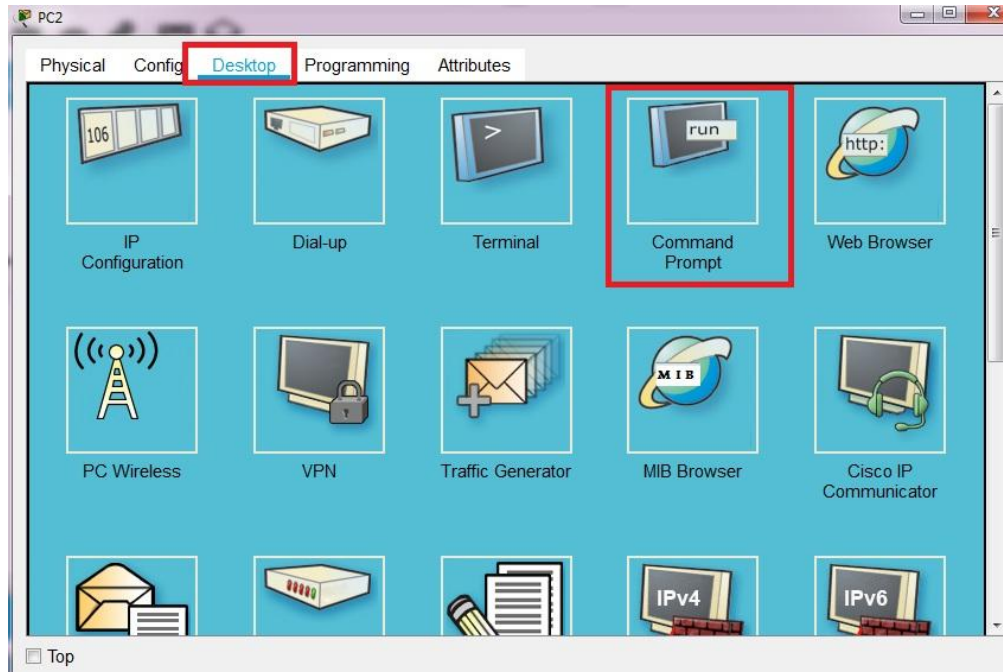 PC2
Physical Config Desktop Programming Attributes
106
>
run
http:
IP
Configuration
Dial-up
Terminal
Command
Prompt
Web Browser
MIB
PC Wireless
VPN
Traffic Generator
MIB Browser
Cisco IP
Communicator
IPv4
IPv6
Top